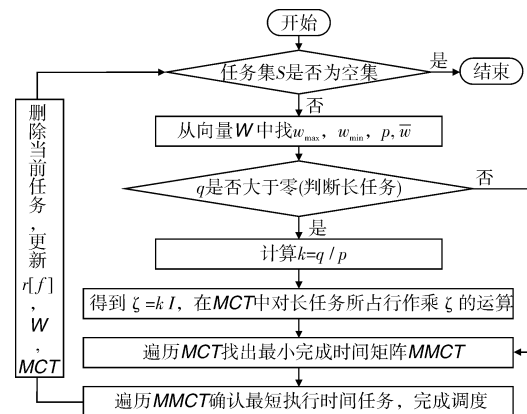 开始
任务集S是否为空集
是
结束
否
从向量W中找w_max, w_min, p, w̅
q是否大于零(判断长任务)
否
是
计算k=q / p
得到 ζ =k I, 在MCT中对长任务所占行作乘 ζ 的运算
遍历MCT找出最小完成时间矩阵MMCT
遍历MMCT确认最短执行时间任务, 完成调度
删除当前任务, 更新r[f], W, MCT